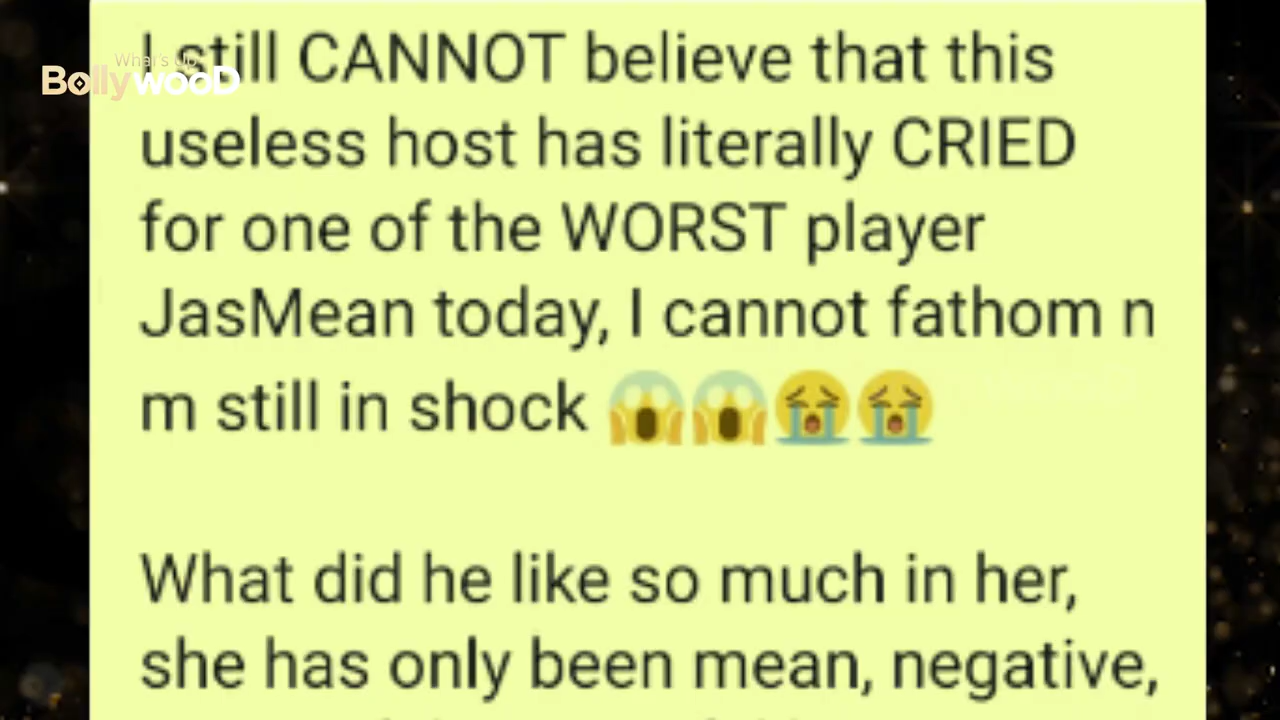 What's Up
BollywooD
I still CANNOT believe that this
useless host has literally CRIED
for one of the WORST player
JasMean today, I cannot fathom n
m still in shock 😱😱😭😭
What did he like so much in her,
she has only been mean, negative,